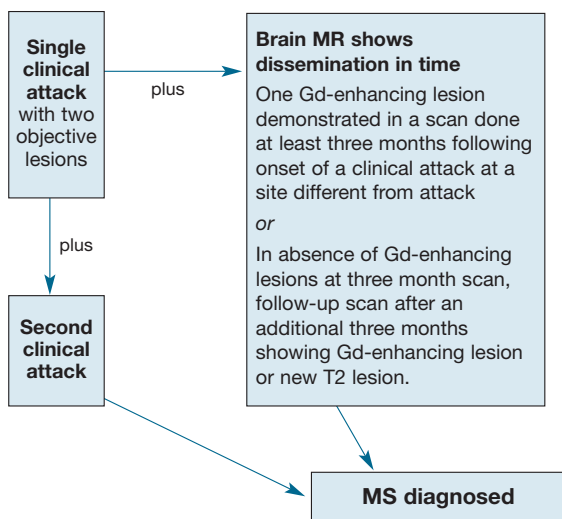 Single
clinical
attack
with two
objective
lesions
plus
Brain MR shows
dissemination in time
One Gd-enhancing lesion
demonstrated in a scan done
at least three months following
onset of a clinical attack at a
site different from attack
or
In absence of Gd-enhancing
lesions at three month scan,
follow-up scan after an
additional three months
showing Gd-enhancing lesion
or new T2 lesion.
plus
Second
clinical
attack
MS diagnosed